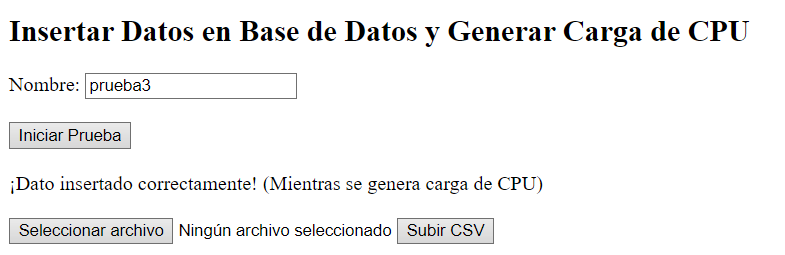 Insertar Datos en Base de Datos y Generar Carga de CPU
Nombre: prueba3
Iniciar Prueba
¡Dato insertado correctamente! (Mientras se genera carga de CPU)
Seleccionar archivo Ningún archivo seleccionado Subir CSV